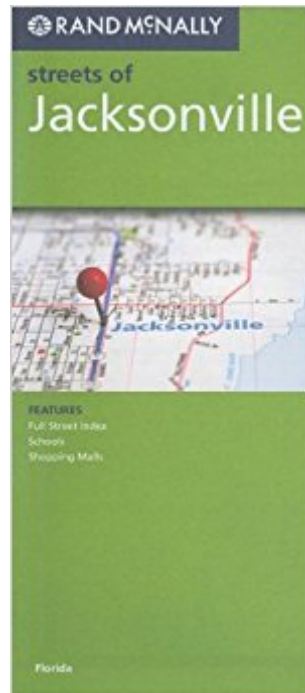 RAND McNALLY
streets of
Jacksonville
Jacksonville
FEATURES
Full Street Index
Schools
Shopping Malls
Florida